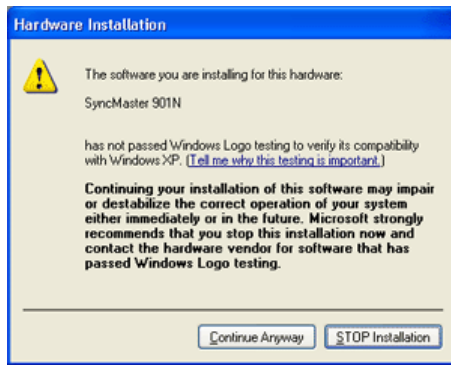 Hardware Installation
The software you are installing for this hardware:
SyncMaster 901N
has not passed Windows Logo testing to verify its compatibility
with Windows XP. (Tell me why this testing is important.)
Continuing your installation of this software may impair
or destabilize the correct operation of your system
either immediately or in the future. Microsoft strongly
recommends that you stop this installation now and
contact the hardware vendor for software that has
passed Windows Logo testing.
Continue Anyway
STOP Installation